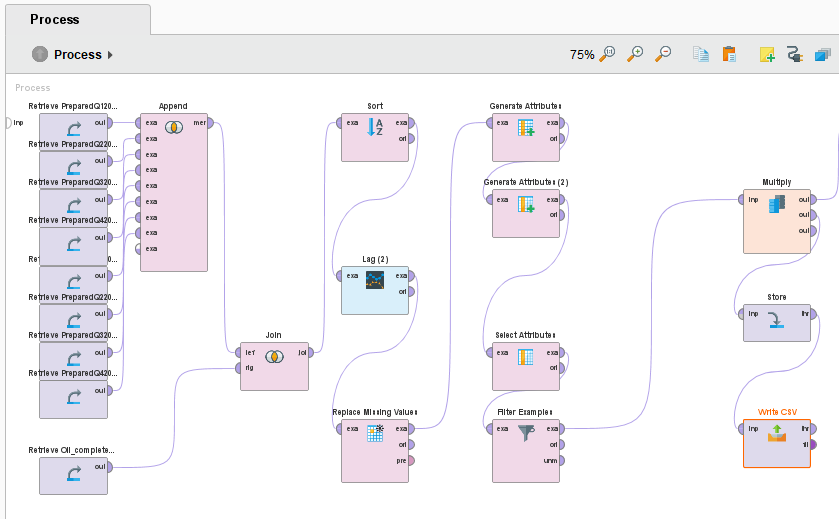 Process
Process
75%
Process
inp
Retrieve PreparedQ120...
out
Retrieve PreparedQ220...
out
Retrieve PreparedQ320...
out
Retrieve PreparedQ420...
out
out
Retrieve PreparedQ220...
out
Retrieve PreparedQ320...
out
Retrieve PreparedQ420...
out
Retrieve Oil_complete...
out
Append
exa mer
exa
exa
exa
exa
exa
exa
exa
exa
Join
lef joi
rig
Sort
exa exa
ori
Lag (2)
exa exa
ori
Replace Missing Values
exa exa
ori
pre
Generate Attributes
exa exa
ori
Generate Attributes (2)
exa exa
ori
Select Attributes
exa exa
ori
Filter Examples
exa exa
ori
unm
Multiply
inp out
out
out
Store
inp thr
Write CSV
inp thr
fil